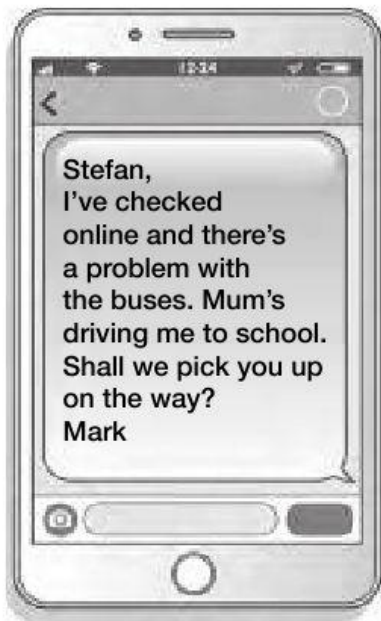 12:34
Stefan,
I've checked
online and there's
a problem with
the buses. Mum's
driving me to school.
Shall we pick you up
on the way?
Mark